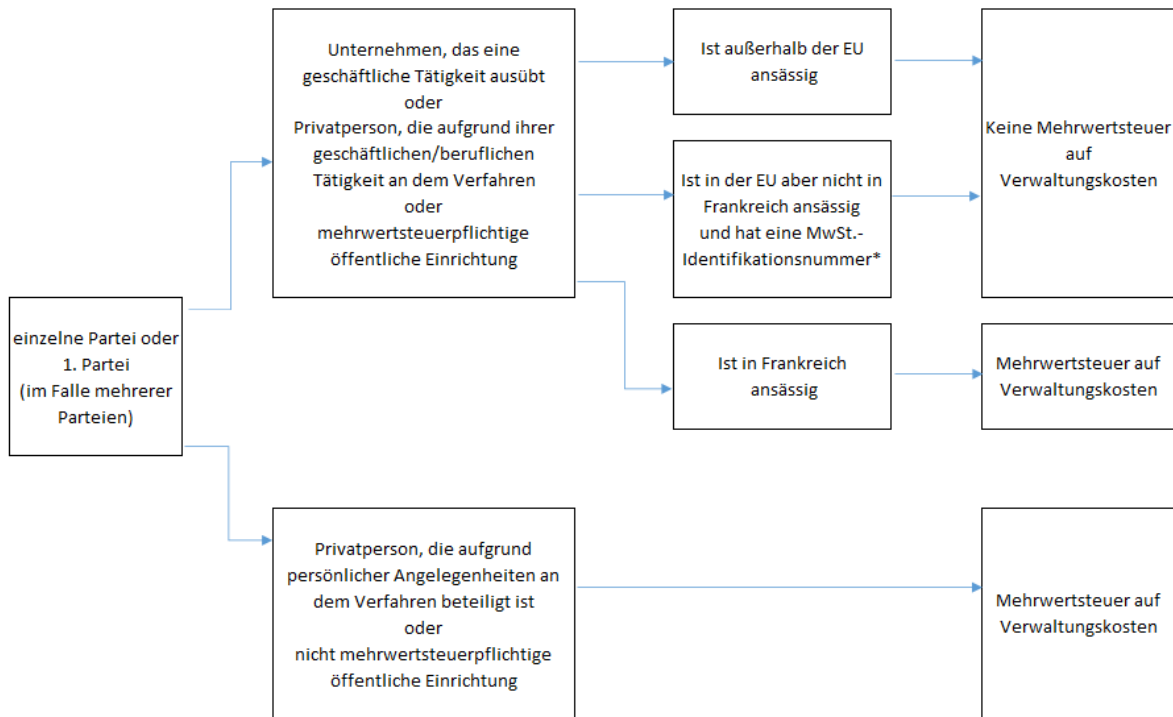 Unternehmen, das eine
geschäftliche Tätigkeit ausübt
oder
Privatperson, die aufgrund ihrer
geschäftlichen/beruflichen
Tätigkeit an dem Verfahren
oder
mehrwertsteuerpflichtige
öffentliche Einrichtung
Ist außerhalb der EU
ansässig
Ist in der EU aber nicht in
Frankreich ansässig
und hat eine MwSt.-
Identifikationsnummer*
Keine Mehrwertsteuer
auf
Verwaltungskosten
einzelne Partei oder
1. Partei
(im Falle mehrerer
Parteien)
Ist in Frankreich
ansässig
Mehrwertsteuer auf
Verwaltungskosten
Privatperson, die aufgrund
persönlicher Angelegenheiten an
dem Verfahren beteiligt ist
oder
nicht mehrwertsteuerpflichtige
öffentliche Einrichtung
Mehrwertsteuer auf
Verwaltungskosten